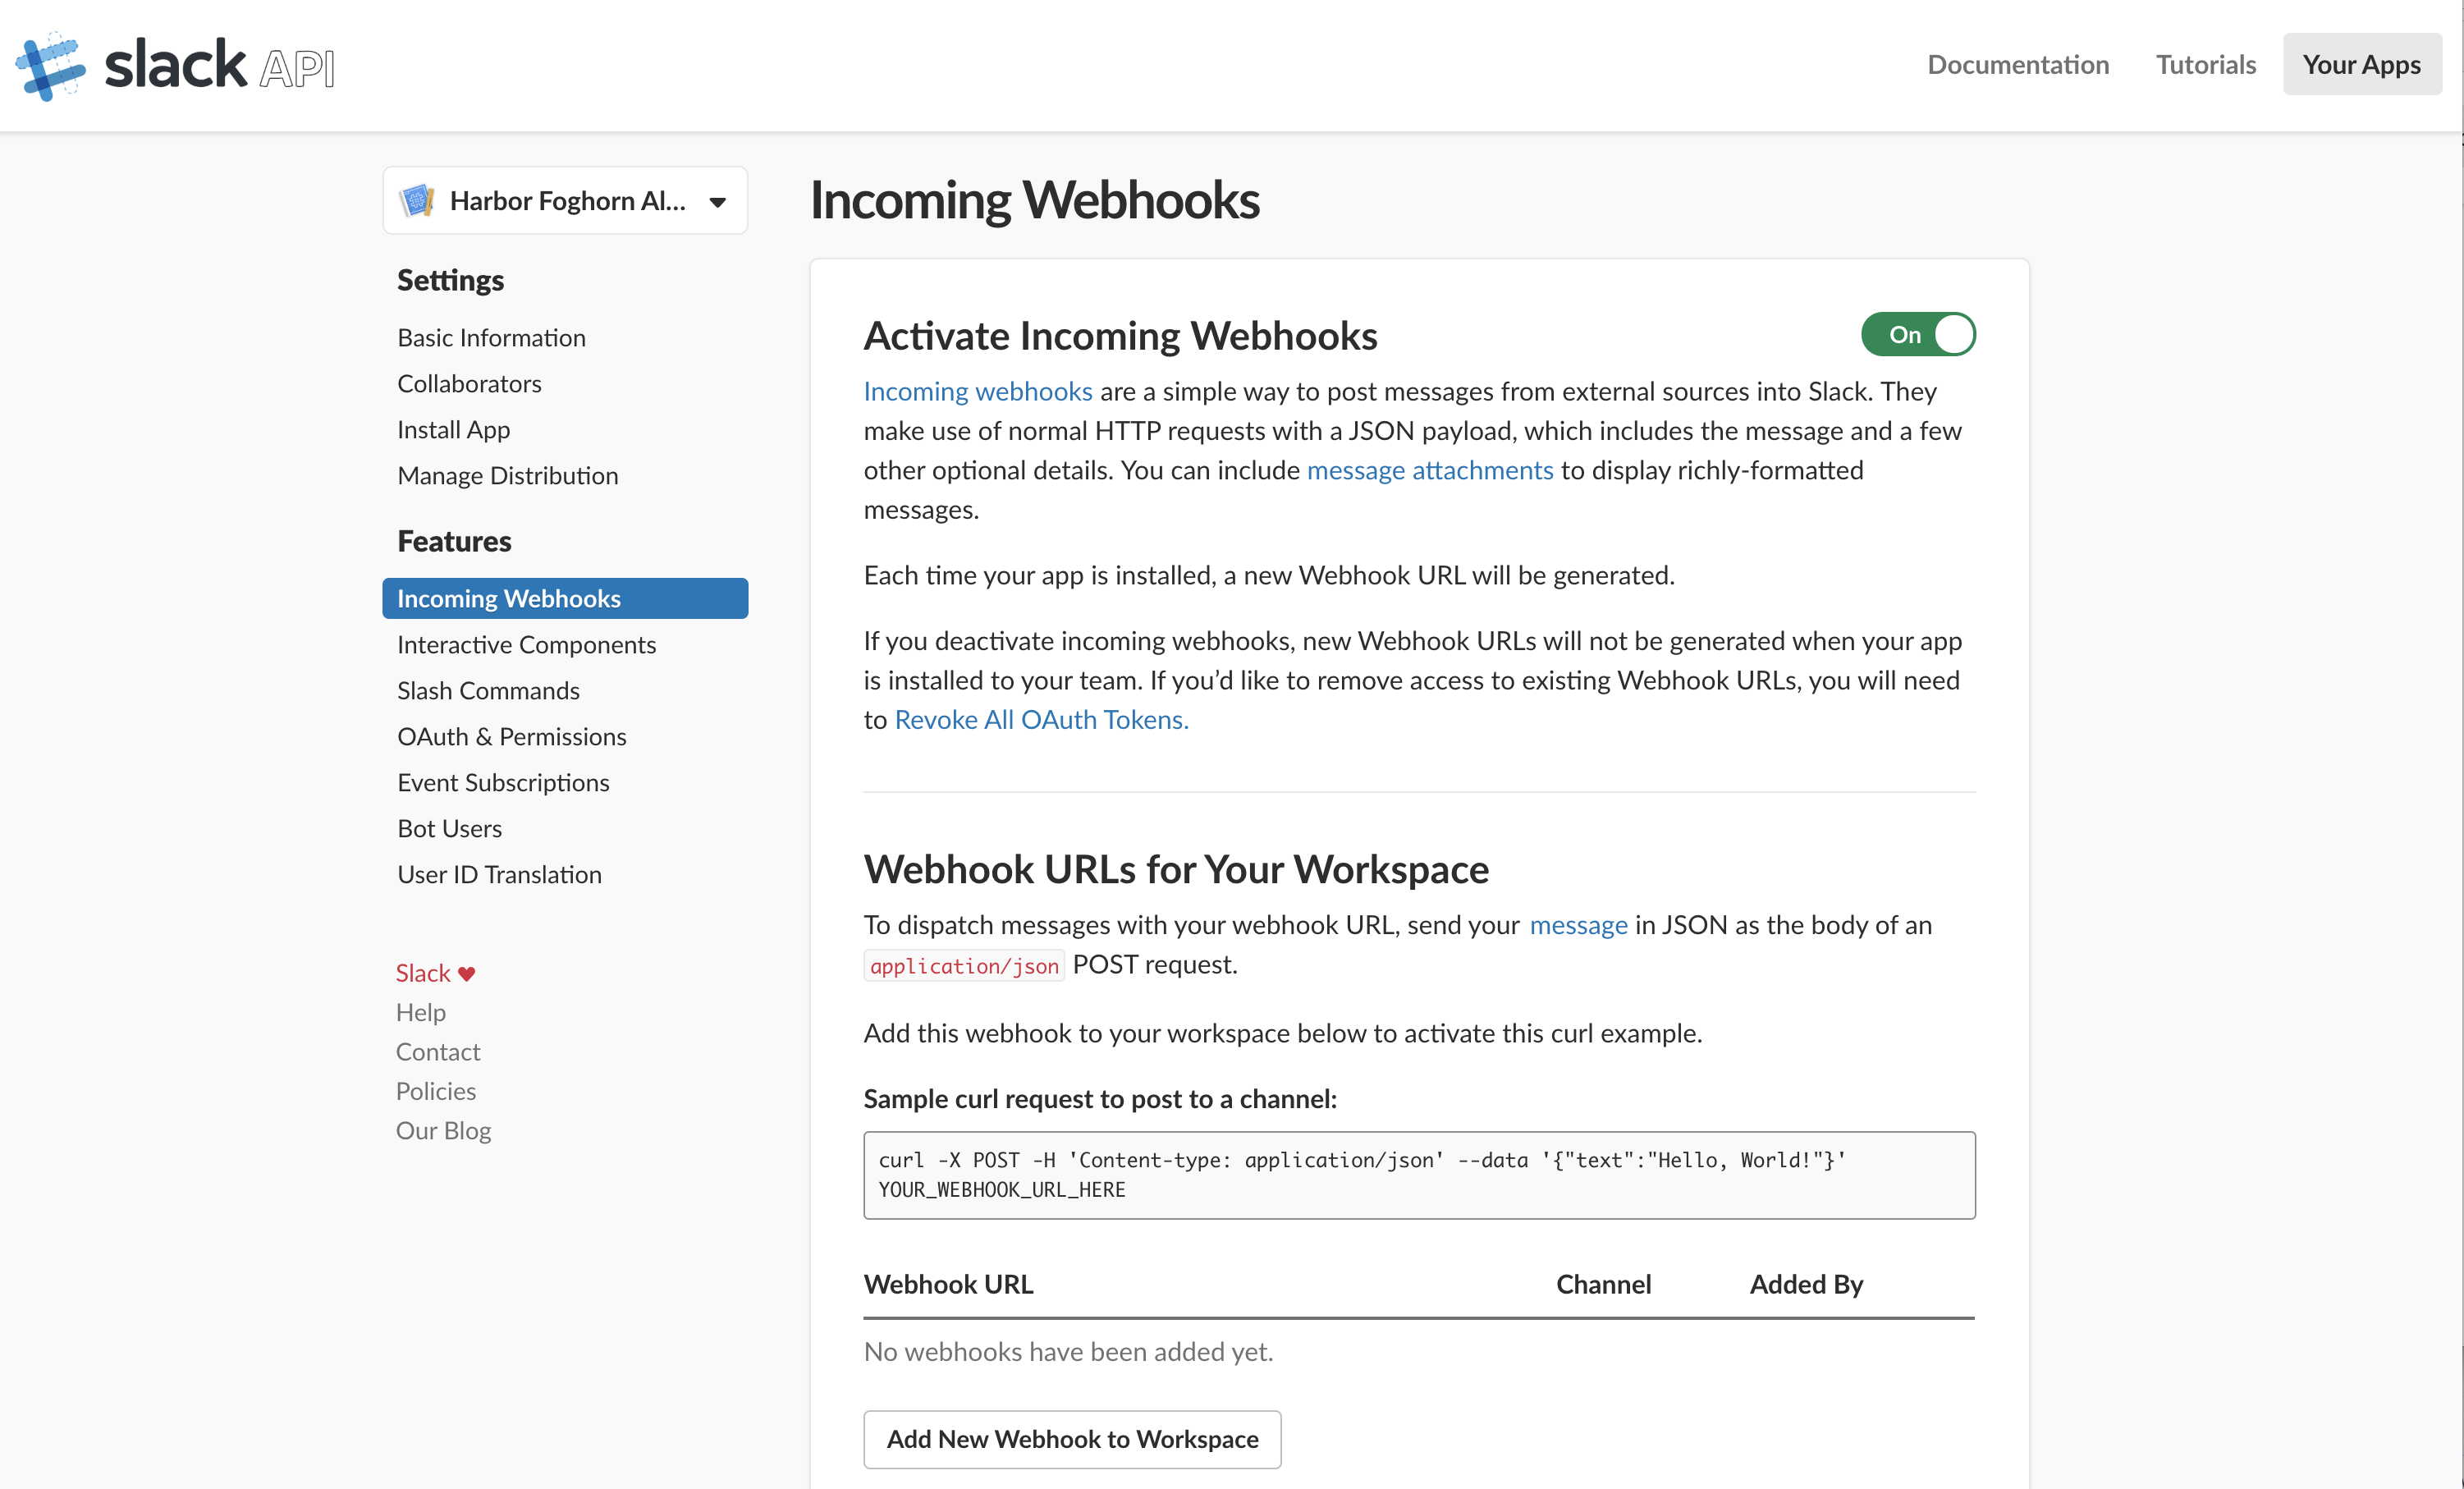 slack API
Documentation
Tutorials
Your Apps
Harbor Foghorn Al...
Settings
Basic Information
Collaborators
Install App
Manage Distribution
Features
Incoming Webhooks
Interactive Components
Slash Commands
OAuth & Permissions
Event Subscriptions
Bot Users
User ID Translation
Slack ♥
Help
Contact
Policies
Our Blog
Incoming Webhooks
Activate Incoming Webhooks
On
Incoming webhooks are a simple way to post messages from external sources into Slack. They
make use of normal HTTP requests with a JSON payload, which includes the message and a few
other optional details. You can include message attachments to display richly-formatted
messages.
Each time your app is installed, a new Webhook URL will be generated.
If you deactivate incoming webhooks, new Webhook URLs will not be generated when your app
is installed to your team. If you’d like to remove access to existing Webhook URLs, you will need
to Revoke All OAuth Tokens.
Webhook URLs for Your Workspace
To dispatch messages with your webhook URL, send your message in JSON as the body of an
application/json POST request.
Add this webhook to your workspace below to activate this curl example.
Sample curl request to post to a channel:
curl -X POST -H 'Content-type: application/json' --data '{"text":"Hello, World!"}'
YOUR_WEBHOOK_URL_HERE
Webhook URL
Channel
Added By
No webhooks have been added yet.
Add New Webhook to Workspace